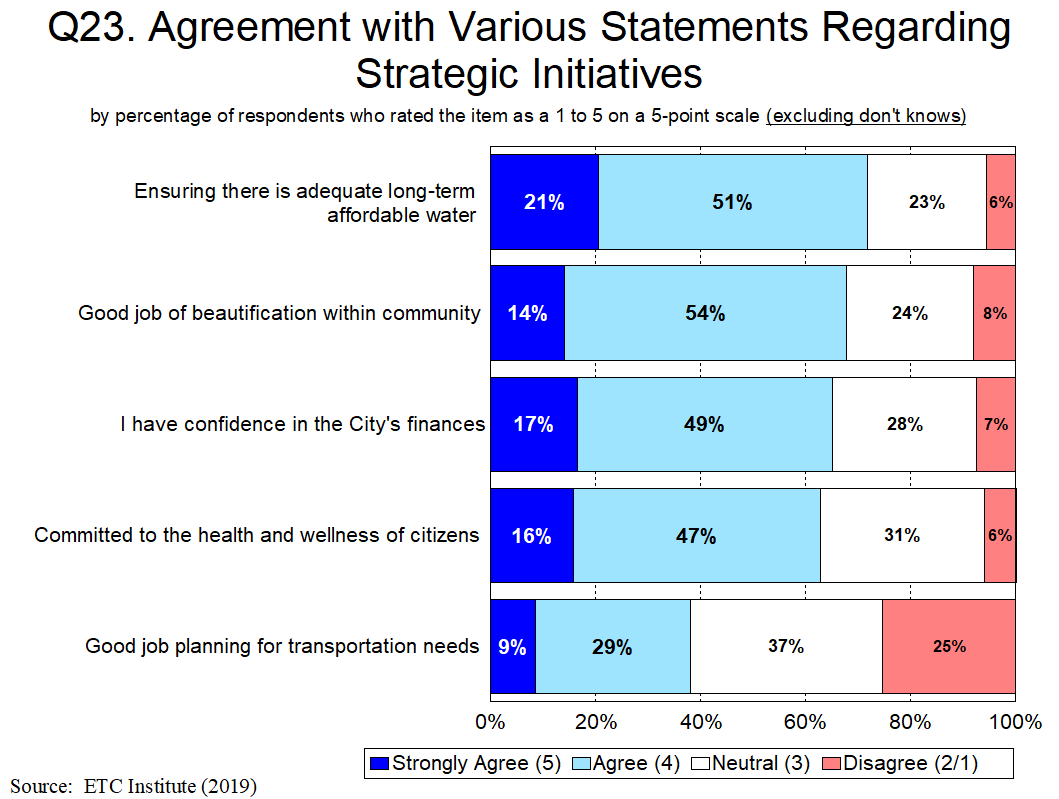 Q23. Agreement with Various Statements Regarding
Strategic Initiatives
by percentage of respondents who rated the item as a 1 to 5 on a 5-point scale (excluding don't knows)
Ensuring there is adequate long-term
affordable water
21% 51% 23% 6%
Good job of beautification within community 14% 54% 24% 8%
I have confidence in the City's finances 17% 49% 28% 7%
Committed to the health and wellness of citizens 16% 47% 31% 6%
Good job planning for transportation needs 9% 29% 37% 25%
0% 20% 40% 60% 80% 100%
Strongly Agree (5) Agree (4) Neutral (3) Disagree (2/1)
Source: ETC Institute (2019)